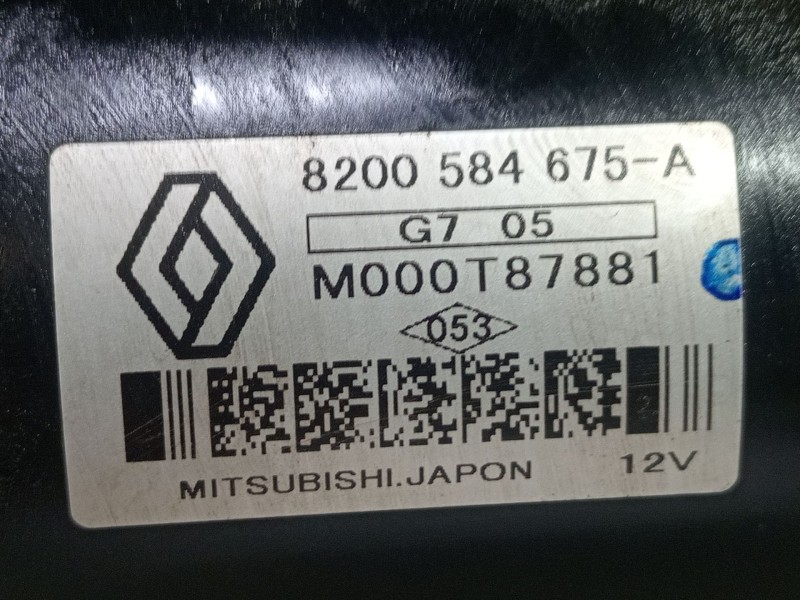 8200 584 675-A
G7 05
M000T87881
053
MITSUBISHI.JAPON
12V